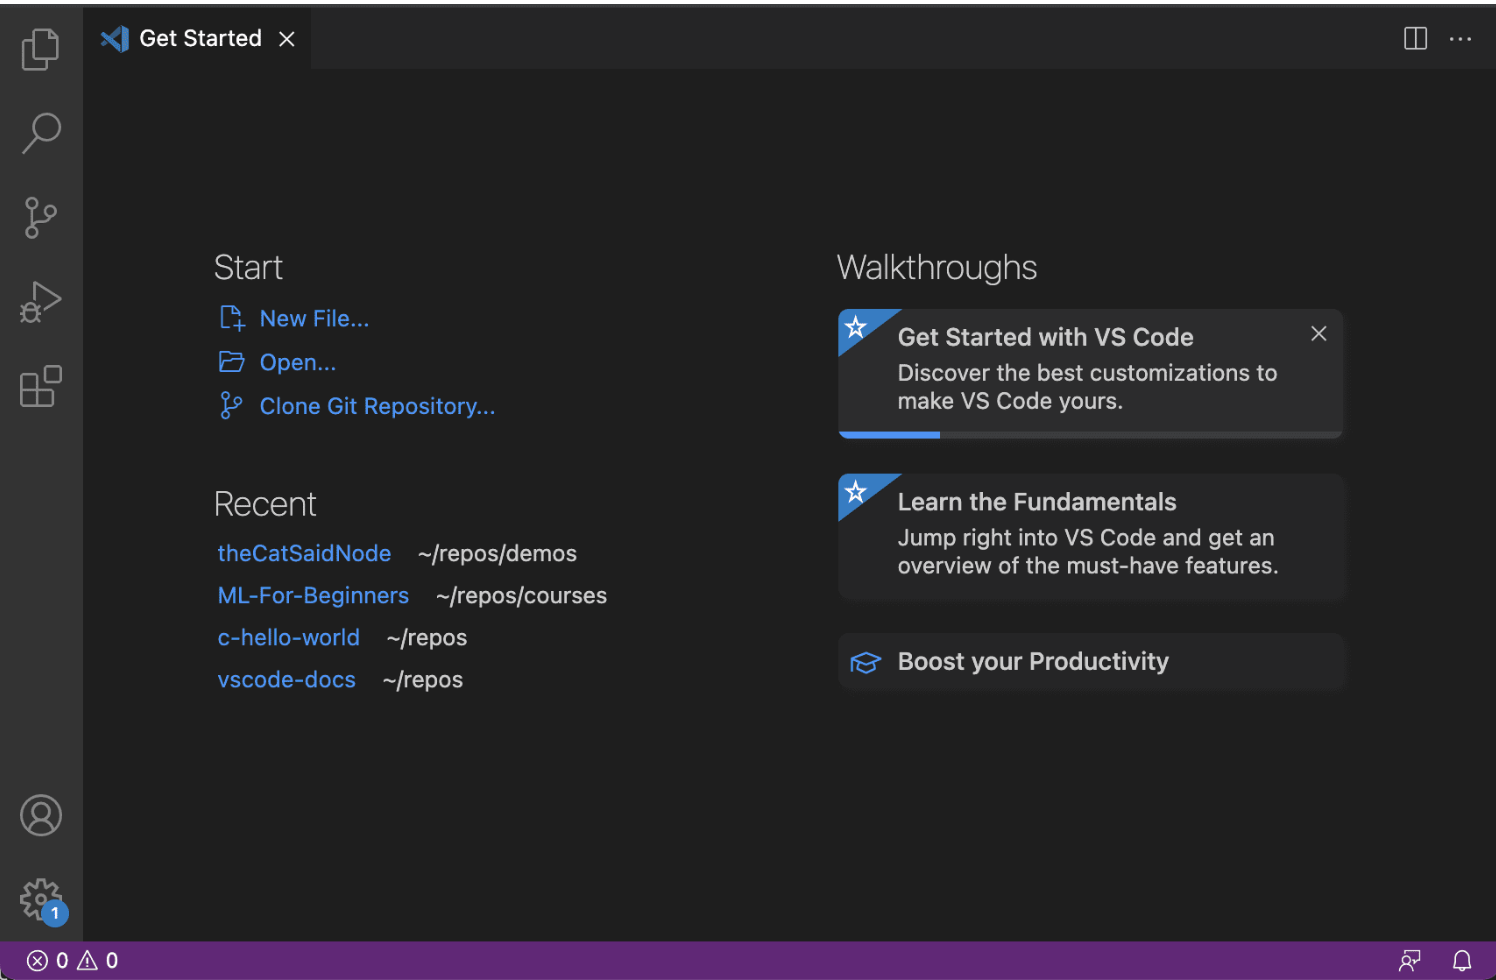 Get Started
Start
New File...
Open...
Clone Git Repository...
Recent
theCatSaidNode ~/repos/demos
ML-For-Beginners ~/repos/courses
c-hello-world ~/repos
vscode-docs ~/repos
Walkthroughs
Get Started with VS Code
Discover the best customizations to
make VS Code yours.
Learn the Fundamentals
Jump right into VS Code and get an
overview of the must-have features.
Boost your Productivity
1
0 0